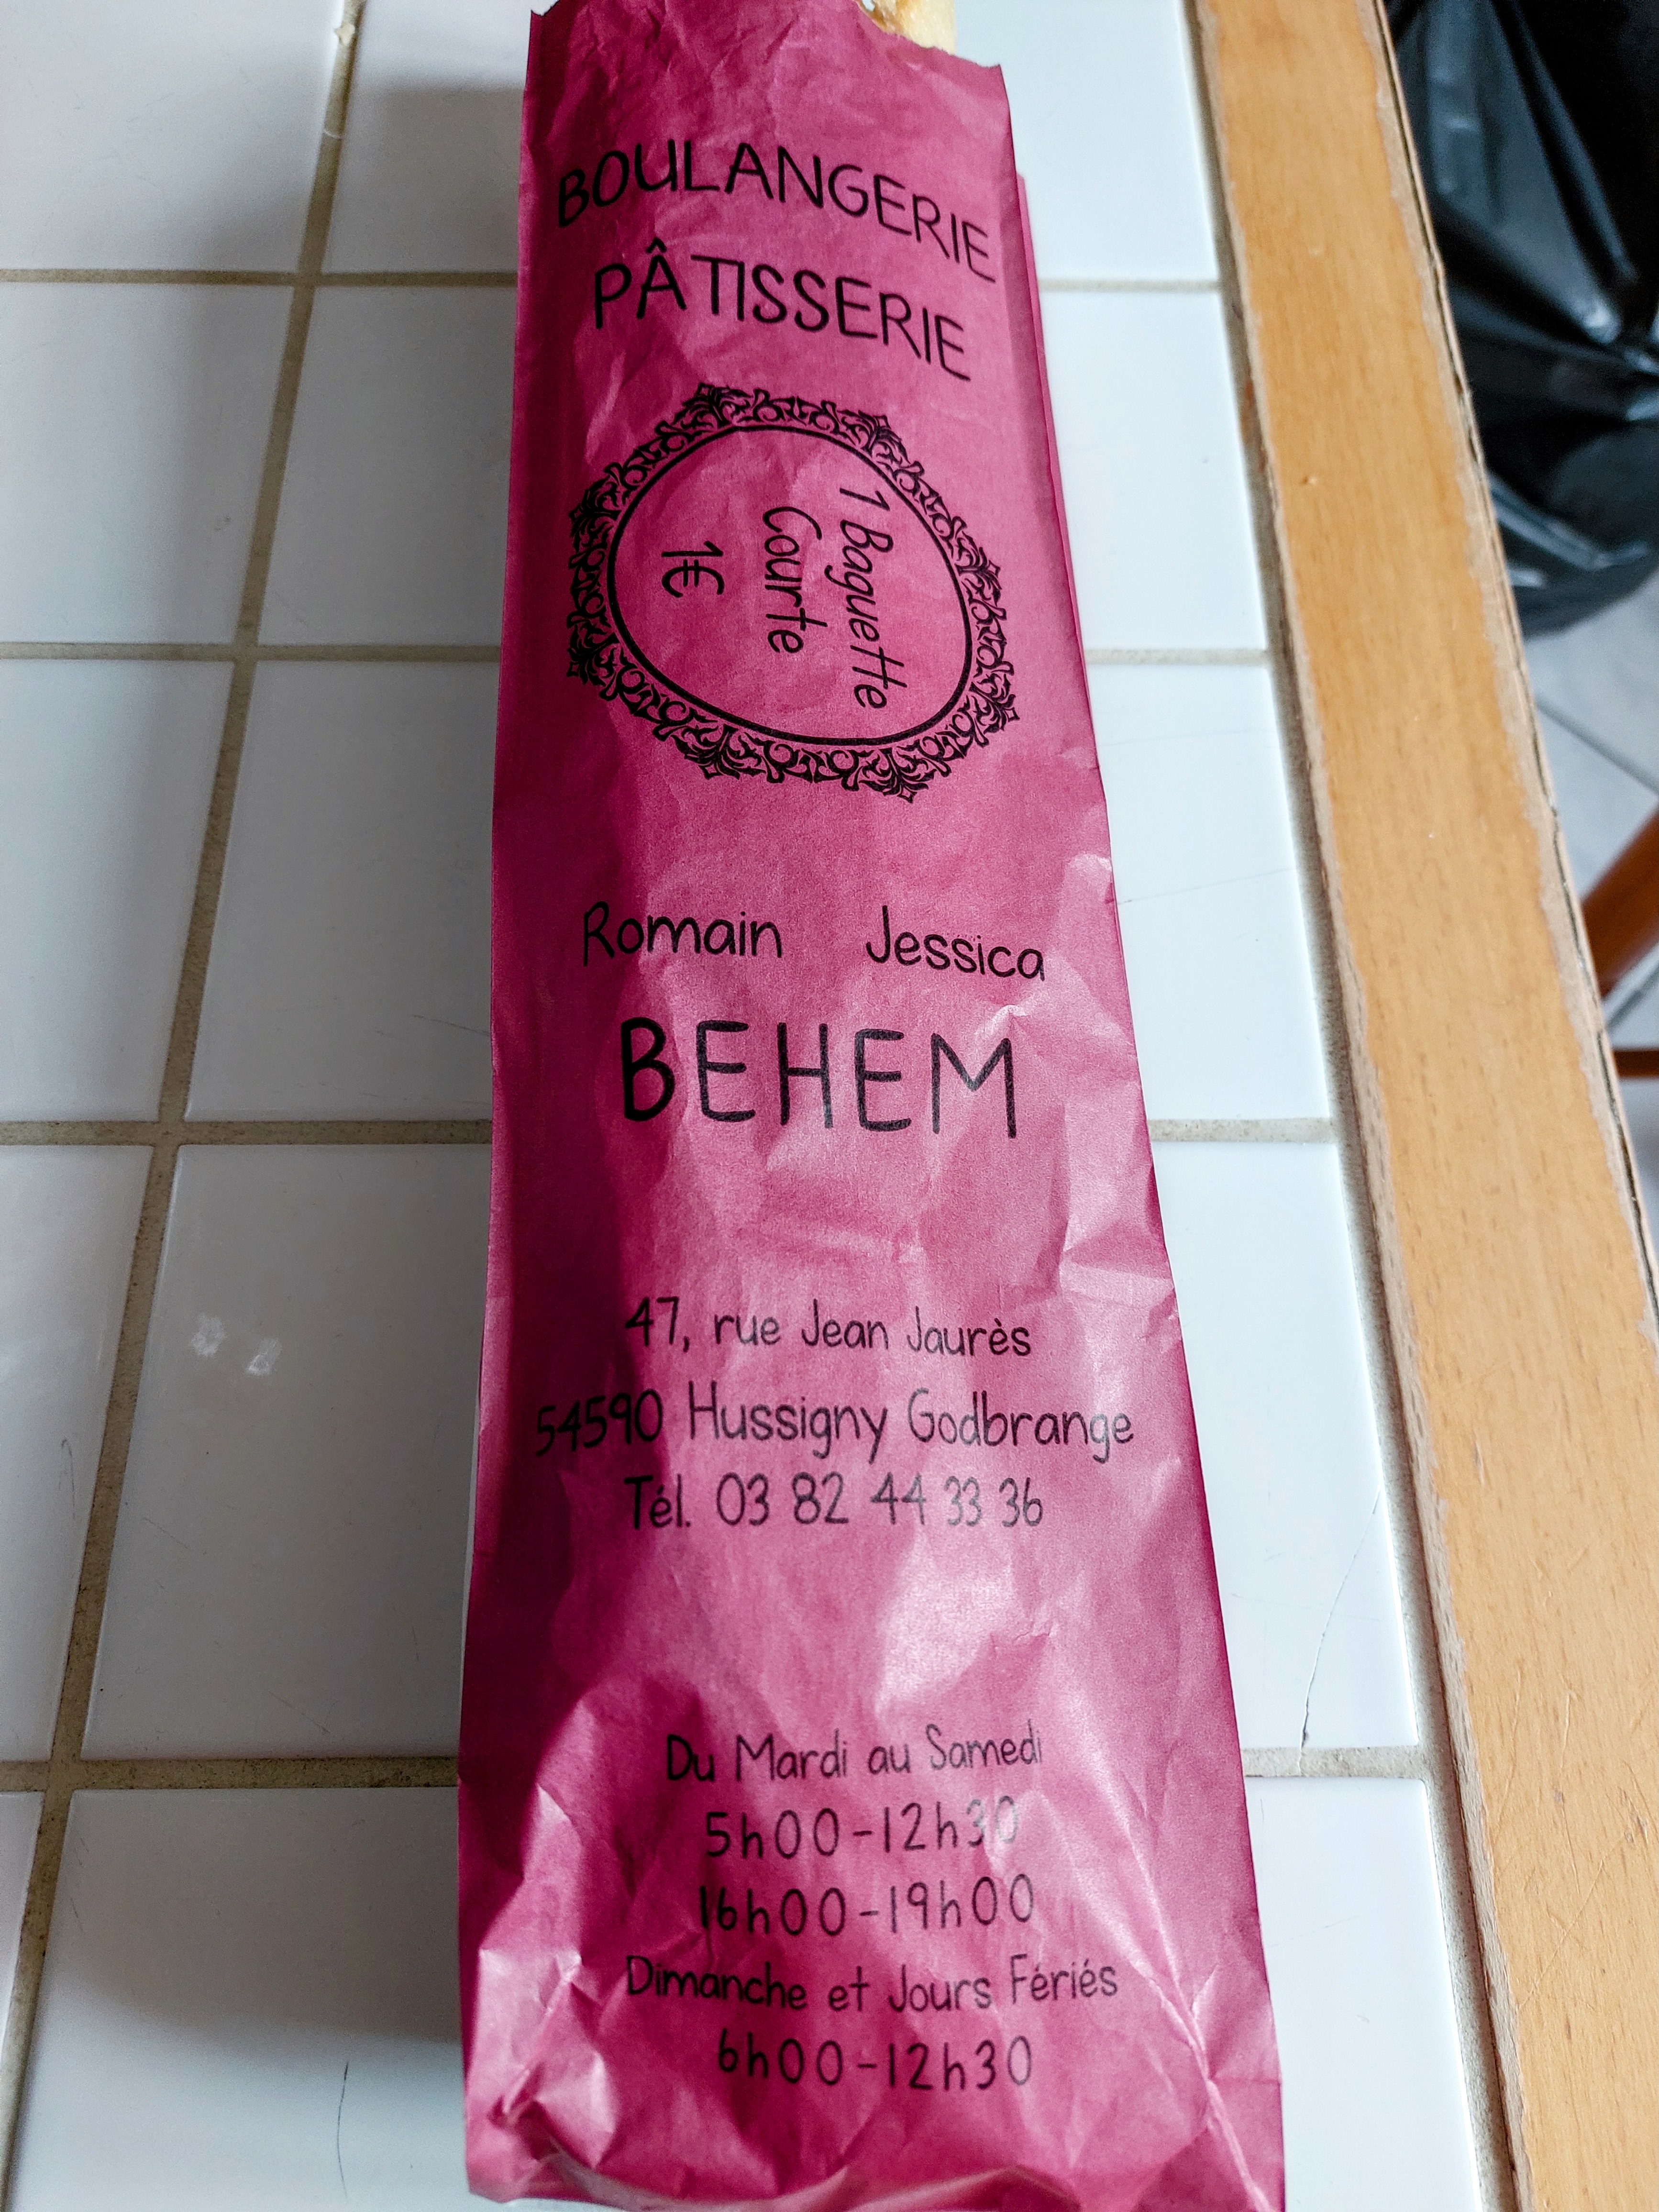 BOULANGERIE
PÂTISSERIE
1 Baguette
Courte
1€
Romain Jessica
BEHEM
47, rue Jean Jaurès
54590 Hussigny Godbrange
Tél. 03 82 44 33 36
Du Mardi au Samedi
5h00-12h30
16h00-19h00
Dimanche et Jours Fériés
6h00-12h30